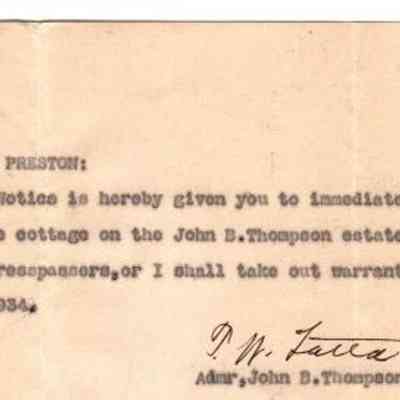 PRESTON:
Notice is hereby given you to immediate
e cottage on the John B.Thompson estate
resspassers,or I shall take out warrant
934.
Admr,John B.Thompson